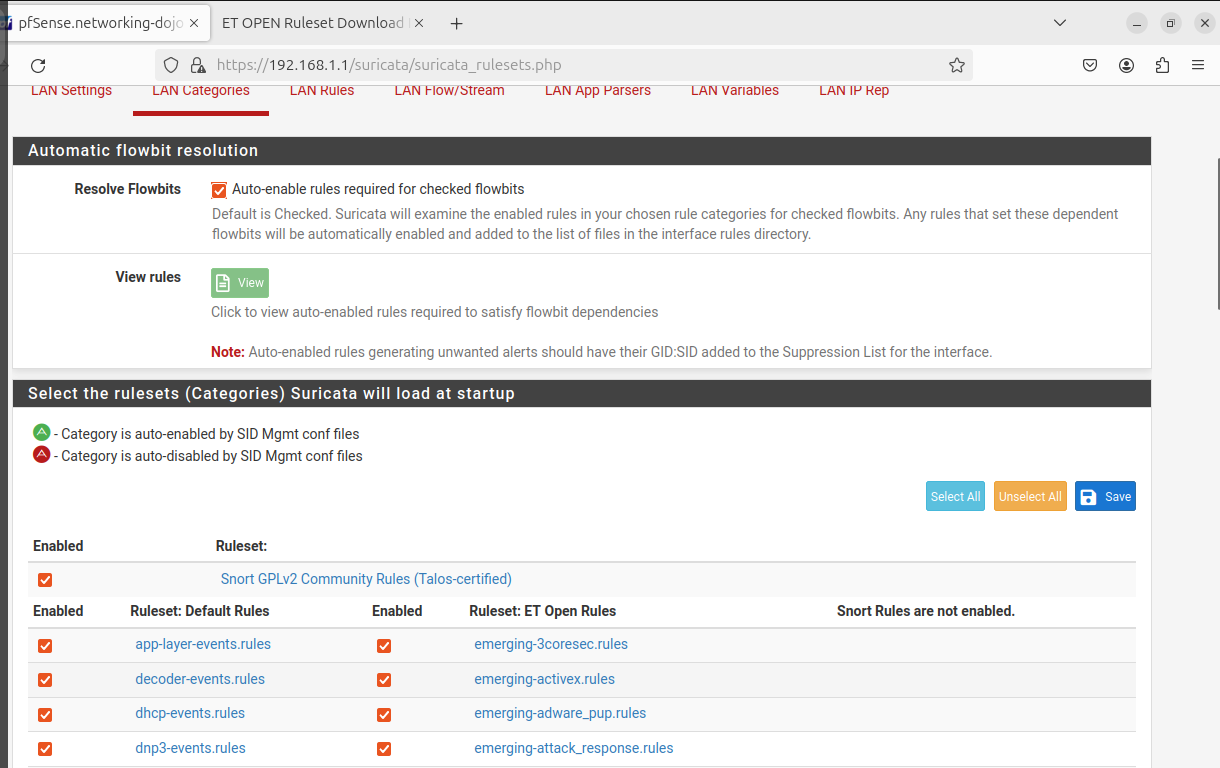 pfSense.networking-dojo
ET OPEN Ruleset Download
https://192.168.1.1/suricata/suricata_rulesets.php
LAN Settings LAN Categories LAN Rules LAN Flow/Stream LAN App Parsers LAN Variables LAN IP Rep
Automatic flowbit resolution
Resolve Flowbits Auto-enable rules required for checked flowbits
Default is Checked. Suricata will examine the enabled rules in your chosen rule categories for checked flowbits. Any rules that set these dependent
flowbits will be automatically enabled and added to the list of files in the interface rules directory.
View rules View
Click to view auto-enabled rules required to satisfy flowbit dependencies
Note: Auto-enabled rules generating unwanted alerts should have their GID:SID added to the Suppression List for the interface.
Select the rulesets (Categories) Suricata will load at startup
- Category is auto-enabled by SID Mgmt conf files
- Category is auto-disabled by SID Mgmt conf files
Select All Unselect All Save
Enabled Ruleset:
Snort GPLv2 Community Rules (Talos-certified)
Enabled Ruleset: Default Rules Enabled Ruleset: ET Open Rules Snort Rules are not enabled.
app-layer-events.rules emerging-3coresec.rules
decoder-events.rules emerging-activex.rules
dhcp-events.rules emerging-adware_pup.rules
dnp3-events.rules emerging-attack_response.rules